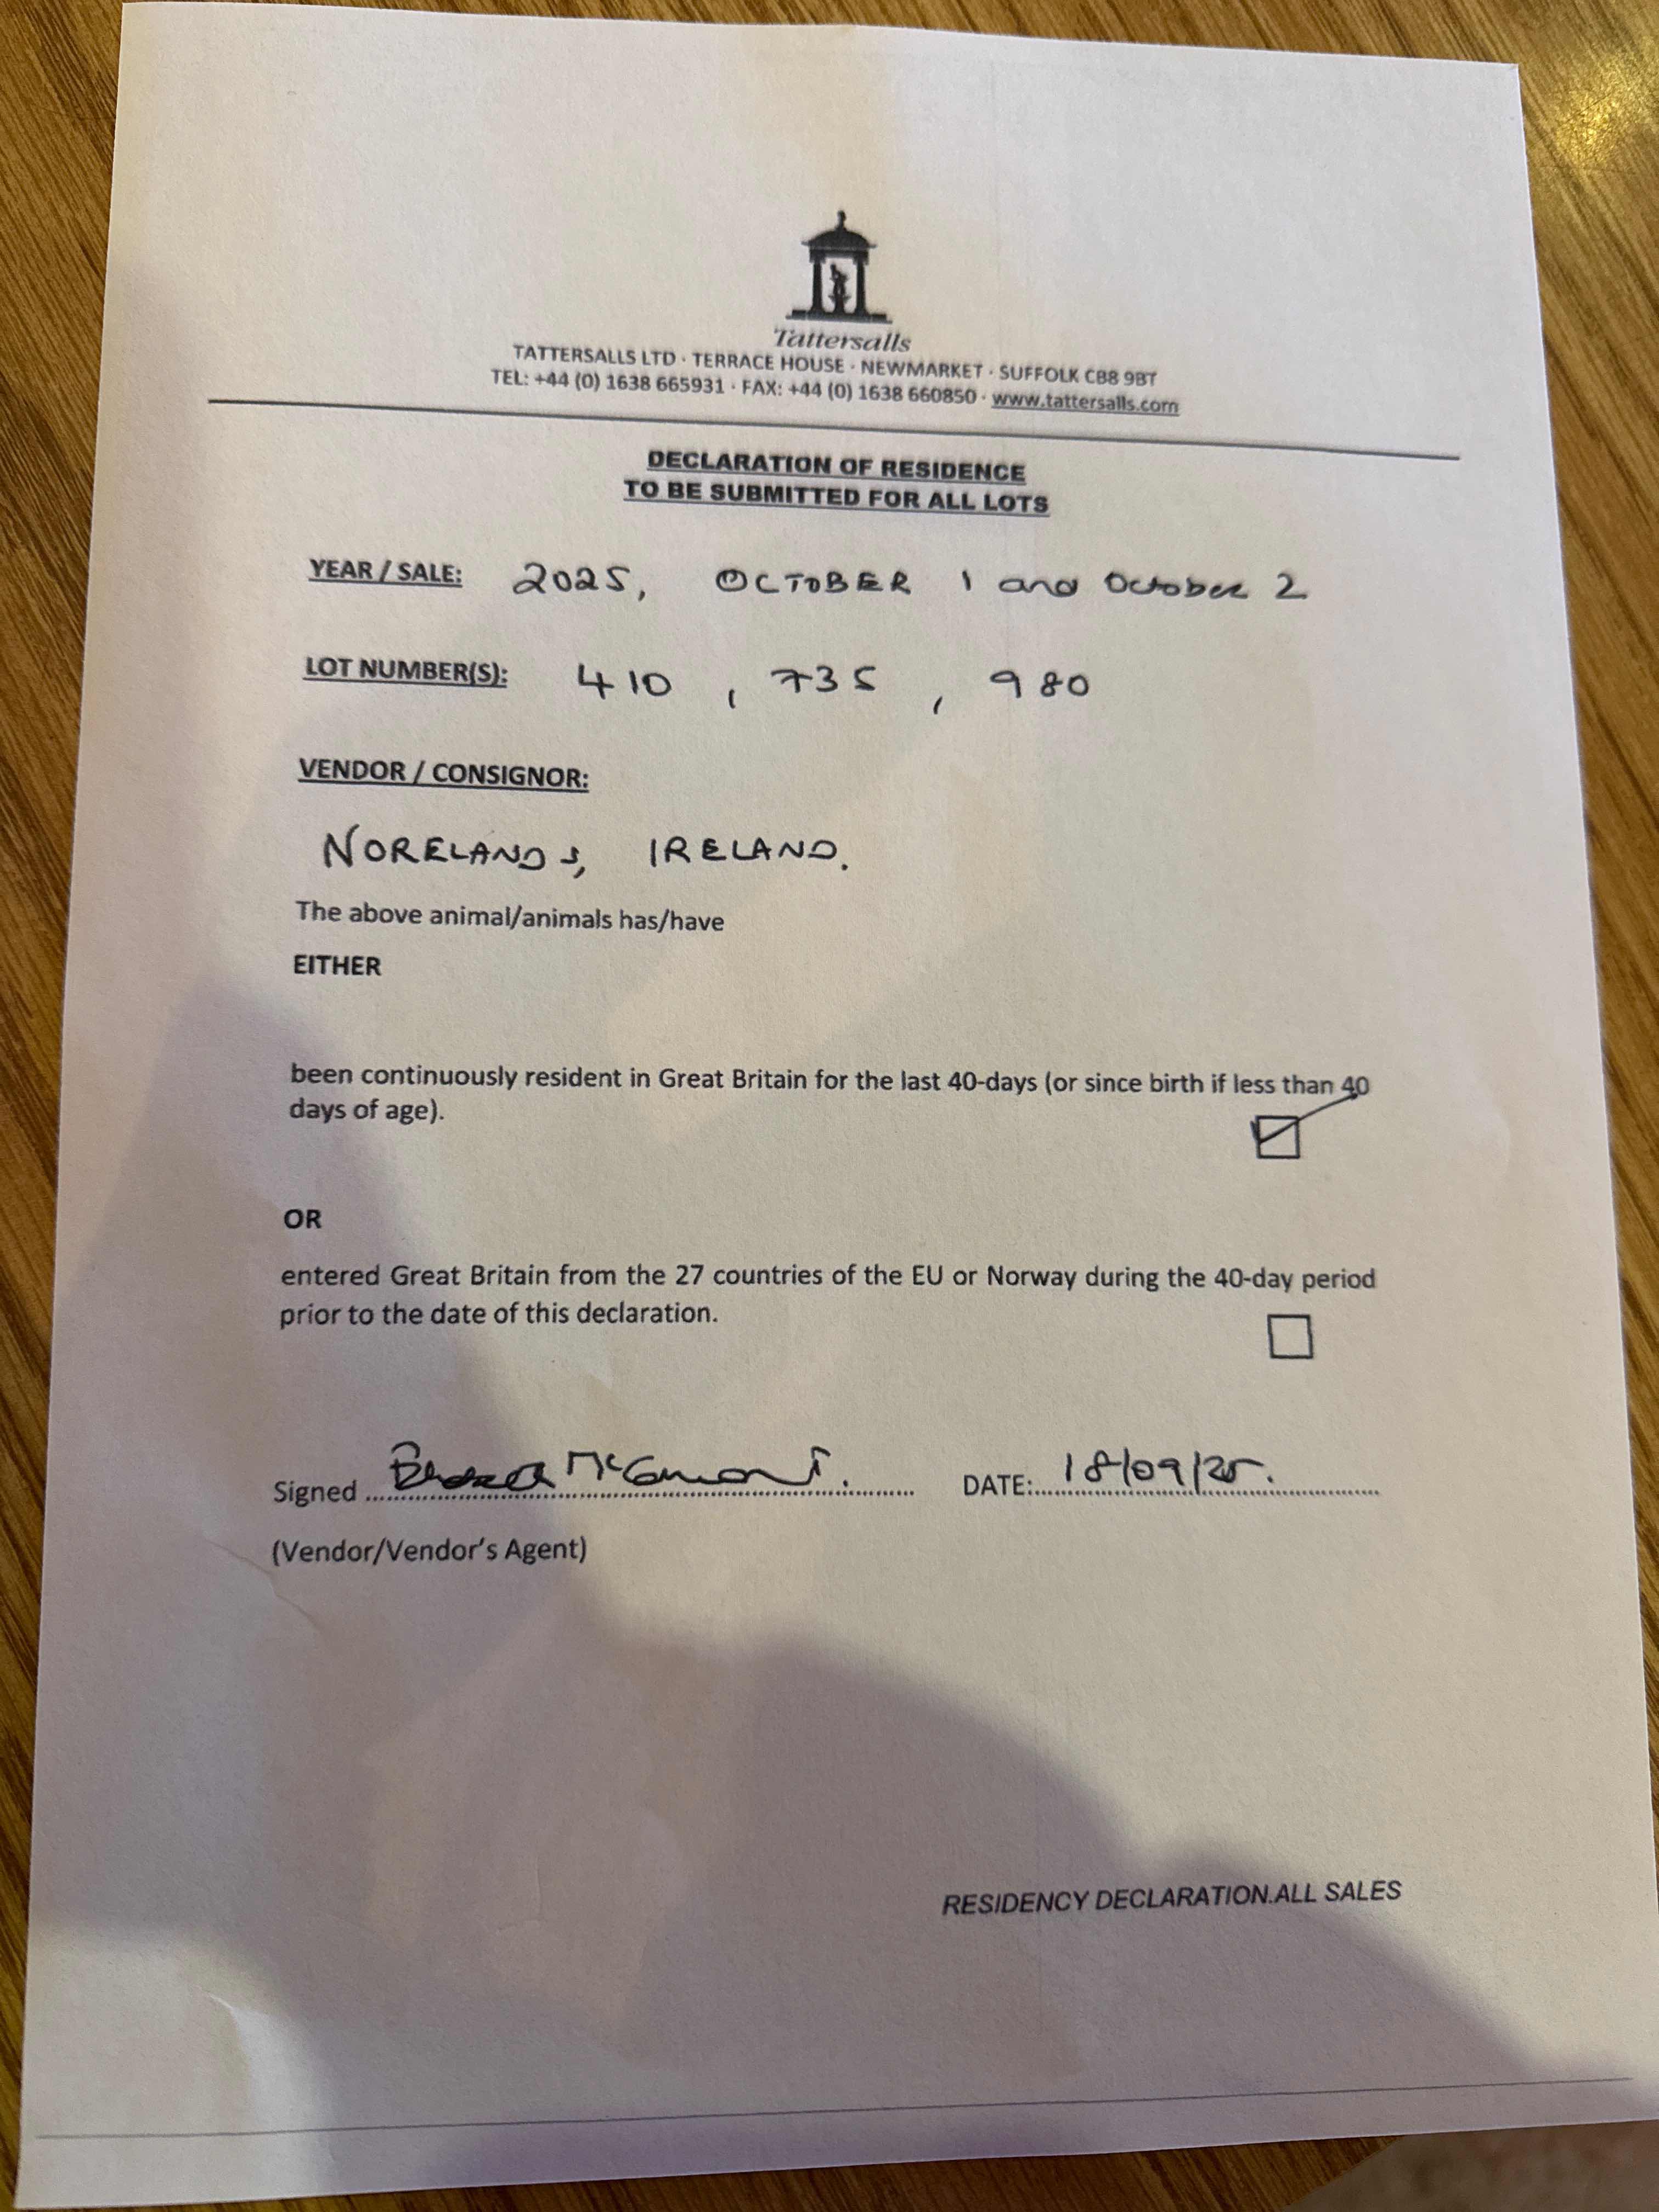 Tattersalls
TATTERSALLS LTD · TERRACE HOUSE · NEWMARKET · SUFFOLK CB8 9BT
TEL: +44 (0) 1638 665931 · FAX: +44 (0) 1638 660850 · www.tattersalls.com
DECLARATION OF RESIDENCE
TO BE SUBMITTED FOR ALL LOTS
YEAR / SALE: 2025, OCTOBER 1 and October 2
LOT NUMBER(S): 410 , 735 , 980
VENDOR / CONSIGNOR:
NORELANDS, IRELAND.
The above animal/animals has/have
EITHER
been continuously resident in Great Britain for the last 40-days (or since birth if less than 40
days of age).
OR
entered Great Britain from the 27 countries of the EU or Norway during the 40-day period
prior to the date of this declaration.
Signed DATE: 18/09/25.
(Vendor/Vendor's Agent)
RESIDENCY DECLARATION.ALL SALES